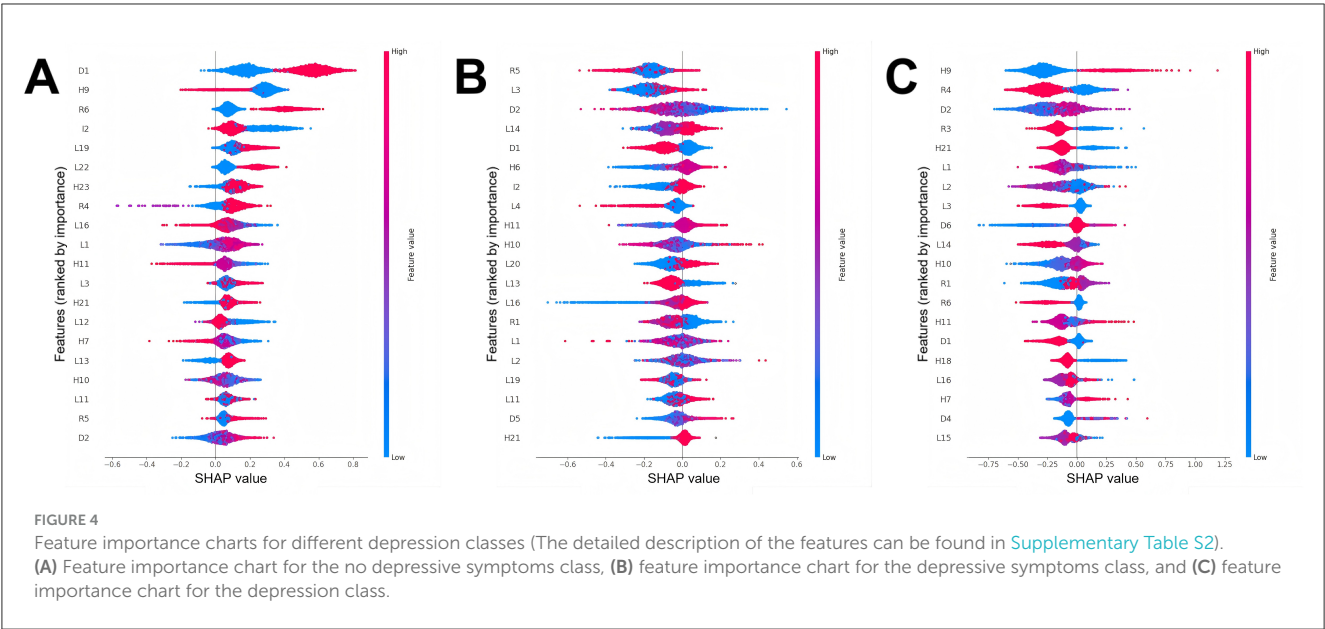 A
Features (ranked by importance)
D1
H9
R6
I2
L19
L22
H23
R4
L16
L1
H11
L3
H21
L12
H7
L13
H10
L11
R5
D2
−0.6 −0.4 −0.2 0.0 0.2 0.4 0.6 0.8
SHAP value
High
Feature value
Low
B
Features (ranked by importance)
R5
L3
D2
L14
D1
H6
I2
L4
H11
H10
L20
L13
L16
R1
L1
L2
L19
L11
D5
H21
−0.6 −0.4 −0.2 0.0 0.2 0.4 0.6
SHAP value
High
Feature value
Low
C
Features (ranked by importance)
H9
R4
D2
R3
H21
L1
L2
L3
D6
L14
H10
R1
R6
H11
D1
H18
L16
H7
D4
L15
−0.75 −0.50 −0.25 0.00 0.25 0.50 0.75 1.00 1.25
SHAP value
High
Feature value
Low
FIGURE 4
Feature importance charts for different depression classes (The detailed description of the features can be found in Supplementary Table S2).
(A) Feature importance chart for the no depressive symptoms class, (B) feature importance chart for the depressive symptoms class, and (C) feature
importance chart for the depression class.